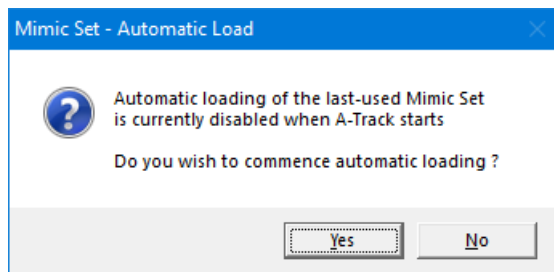 Mimic Set - Automatic Load
Automatic loading of the last-used Mimic Set
is currently disabled when A-Track starts
Do you wish to commence automatic loading ?
Yes
No